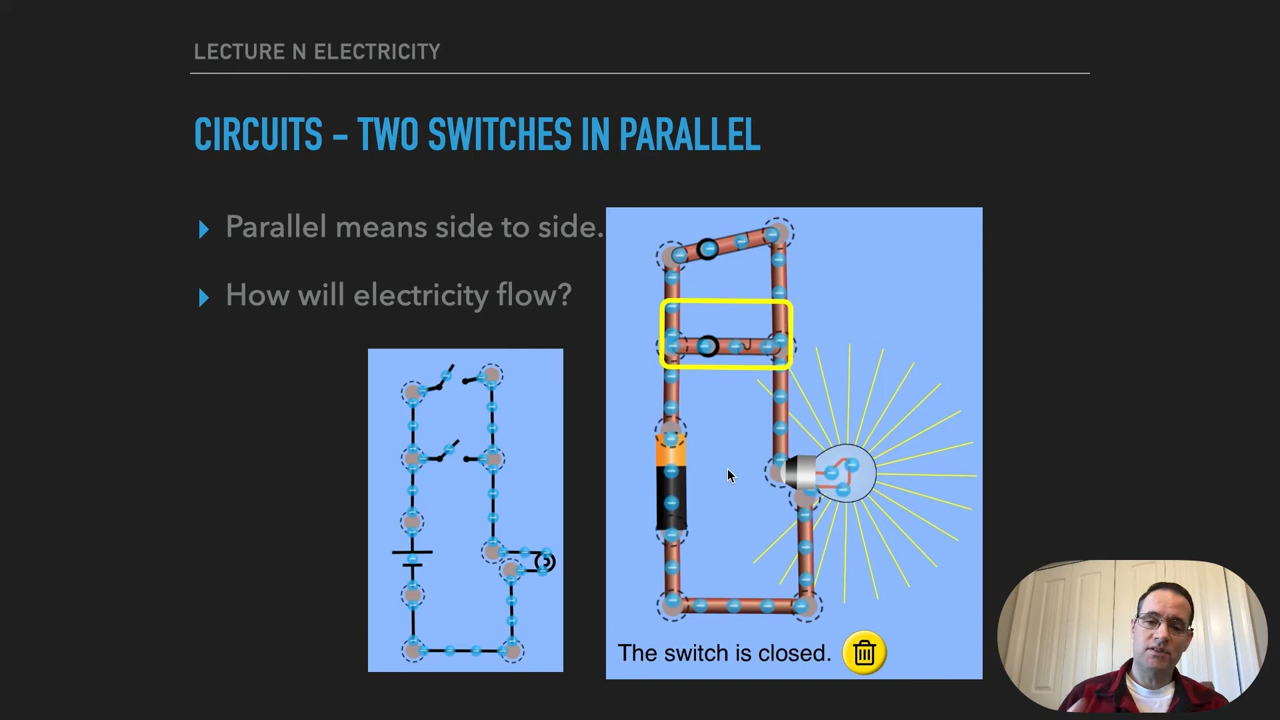 LECTURE N ELECTRICITY
CIRCUITS – TWO SWITCHES IN PARALLEL
Parallel means side to side.
How will electricity flow?
The switch is closed.